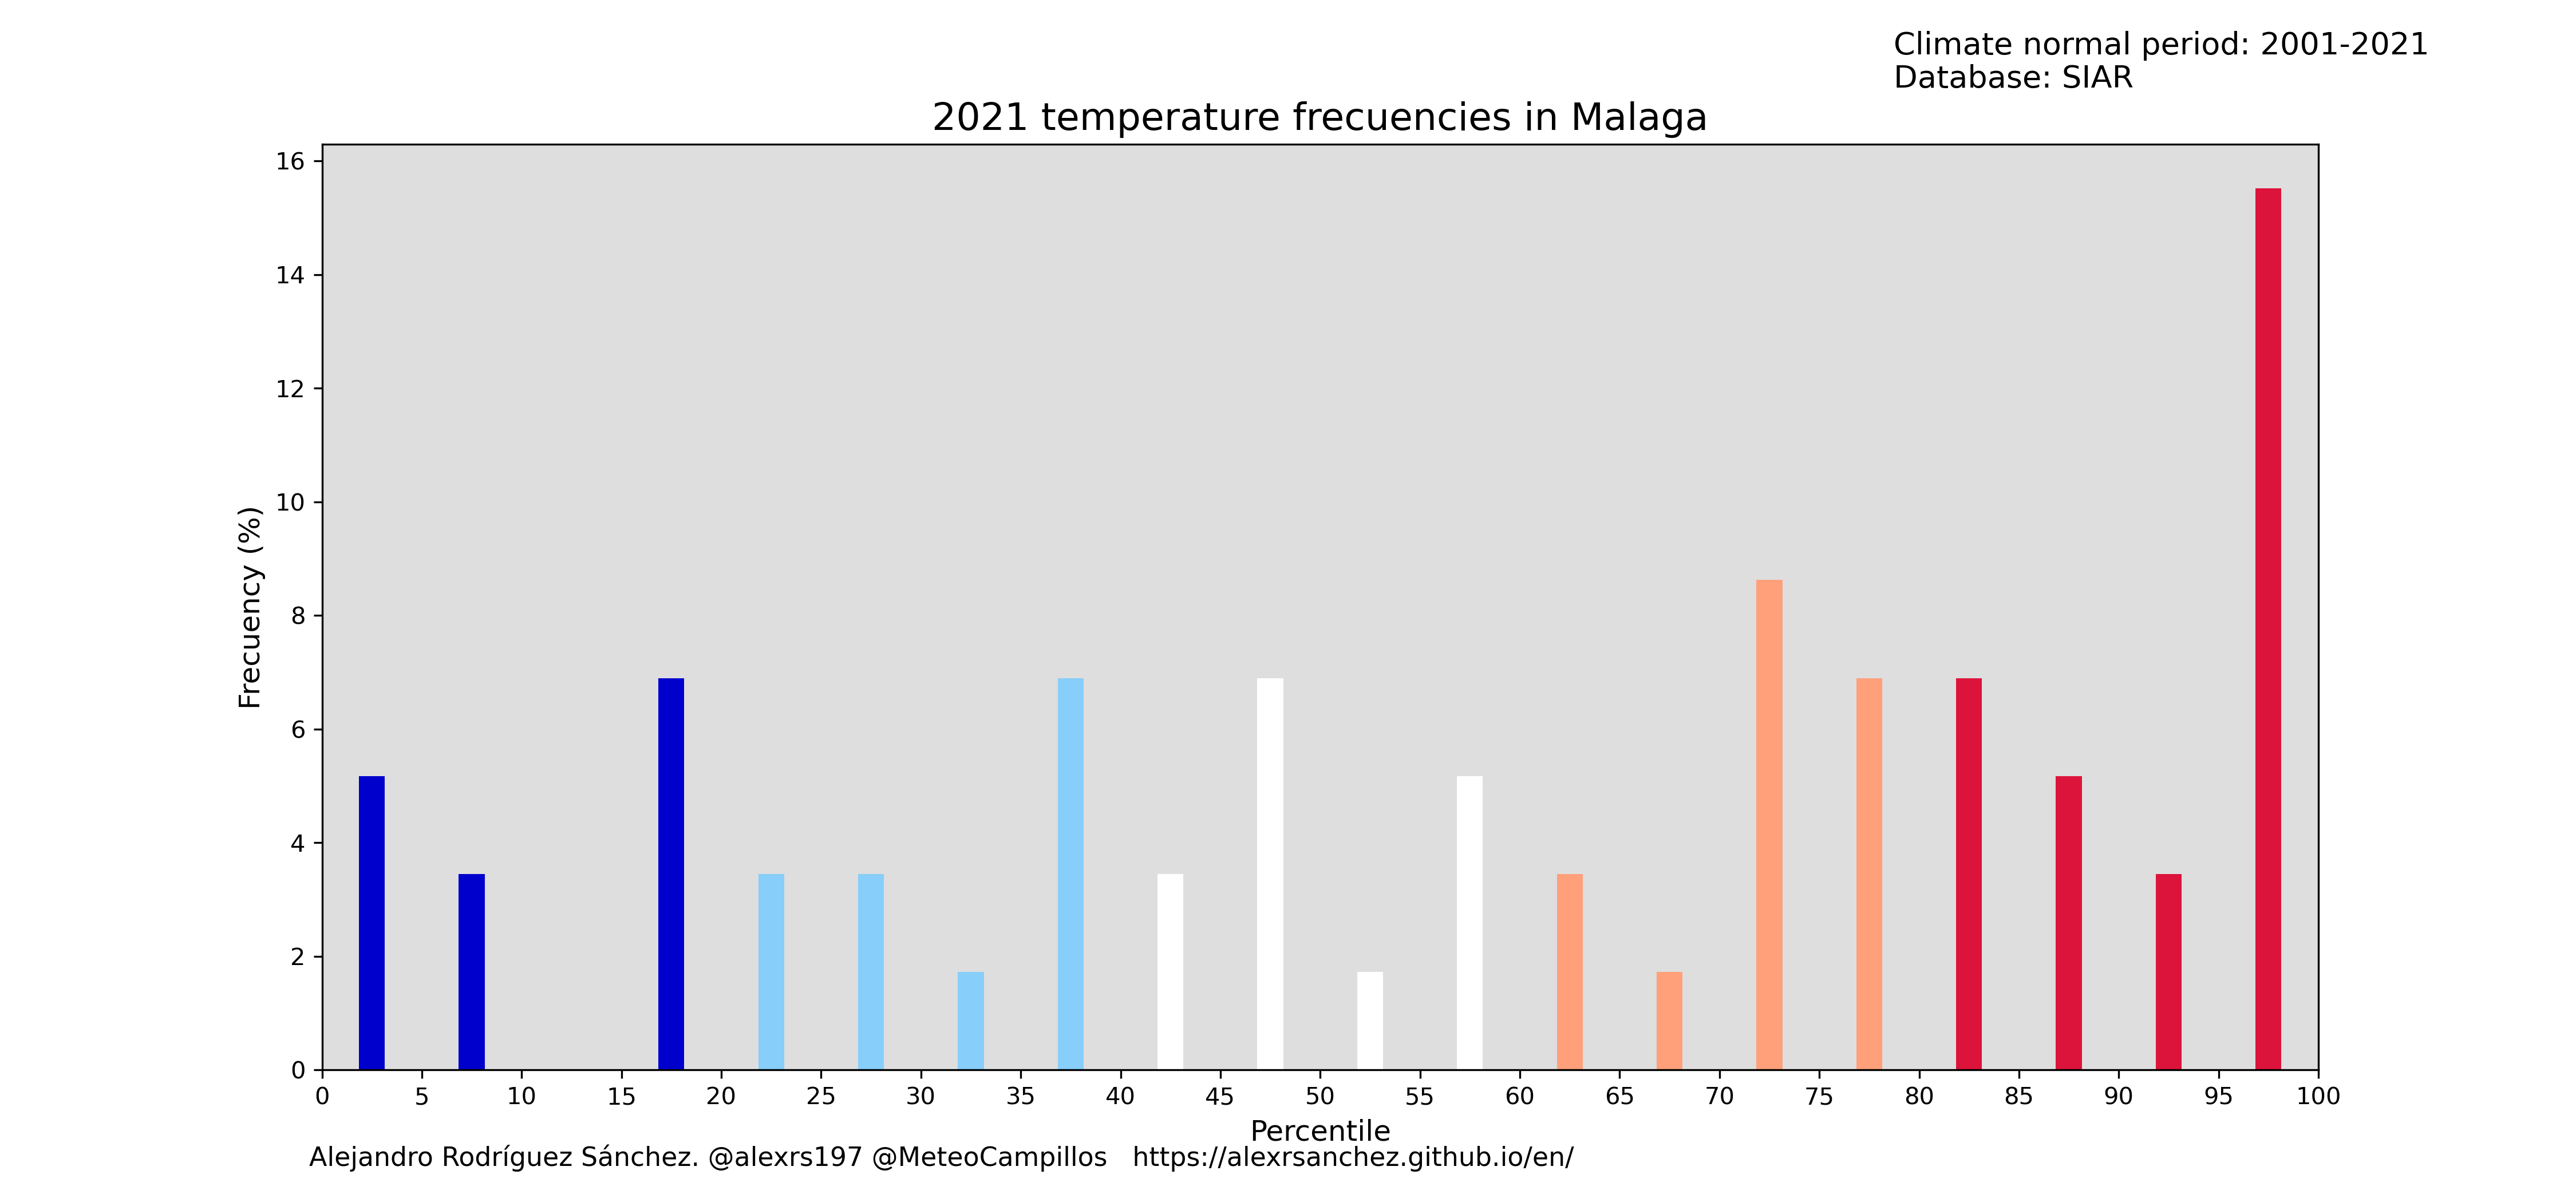 Climate normal period: 2001-2021
Database: SIAR
2021 temperature frecuencies in Malaga
Frecuency (%)
16
14
12
10
8
6
4
2
0
0 5 10 15 20 25 30 35 40 45 50 55 60 65 70 75 80 85 90 95 100
Percentile
Alejandro Rodríguez Sánchez. @alexrs197 @MeteoCampillos https://alexrsanchez.github.io/en/